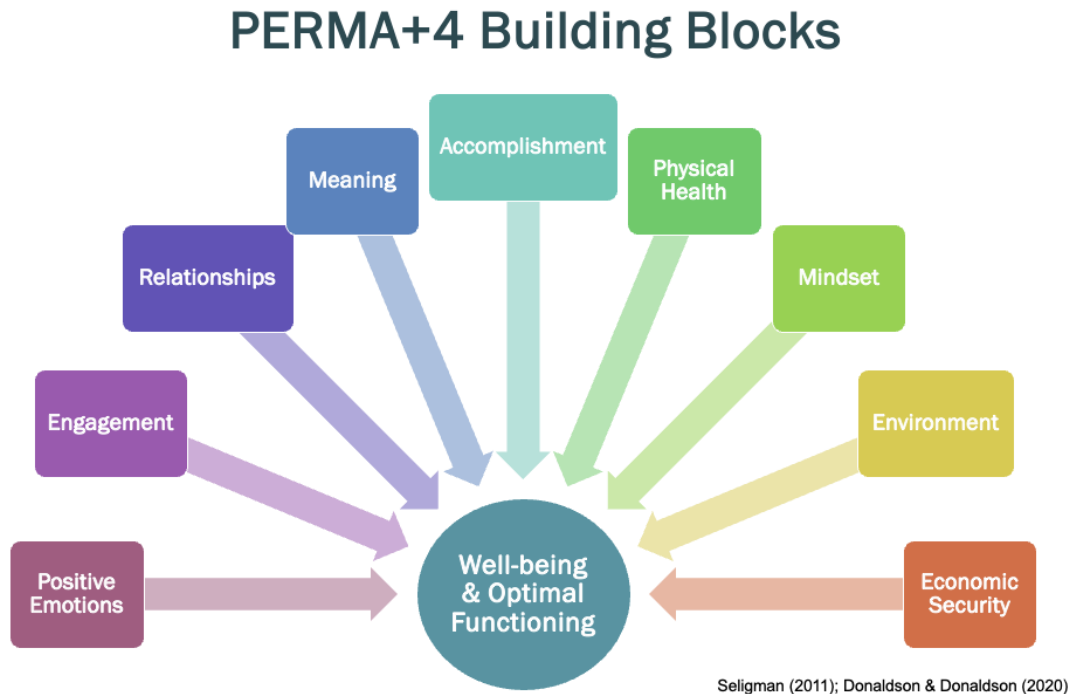 PERMA+4 Building Blocks
Accomplishment
Meaning
Physical
Health
Relationships
Mindset
Engagement
Environment
Positive
Emotions
Well-being
& Optimal
Functioning
Economic
Security
Seligman (2011); Donaldson & Donaldson (2020)